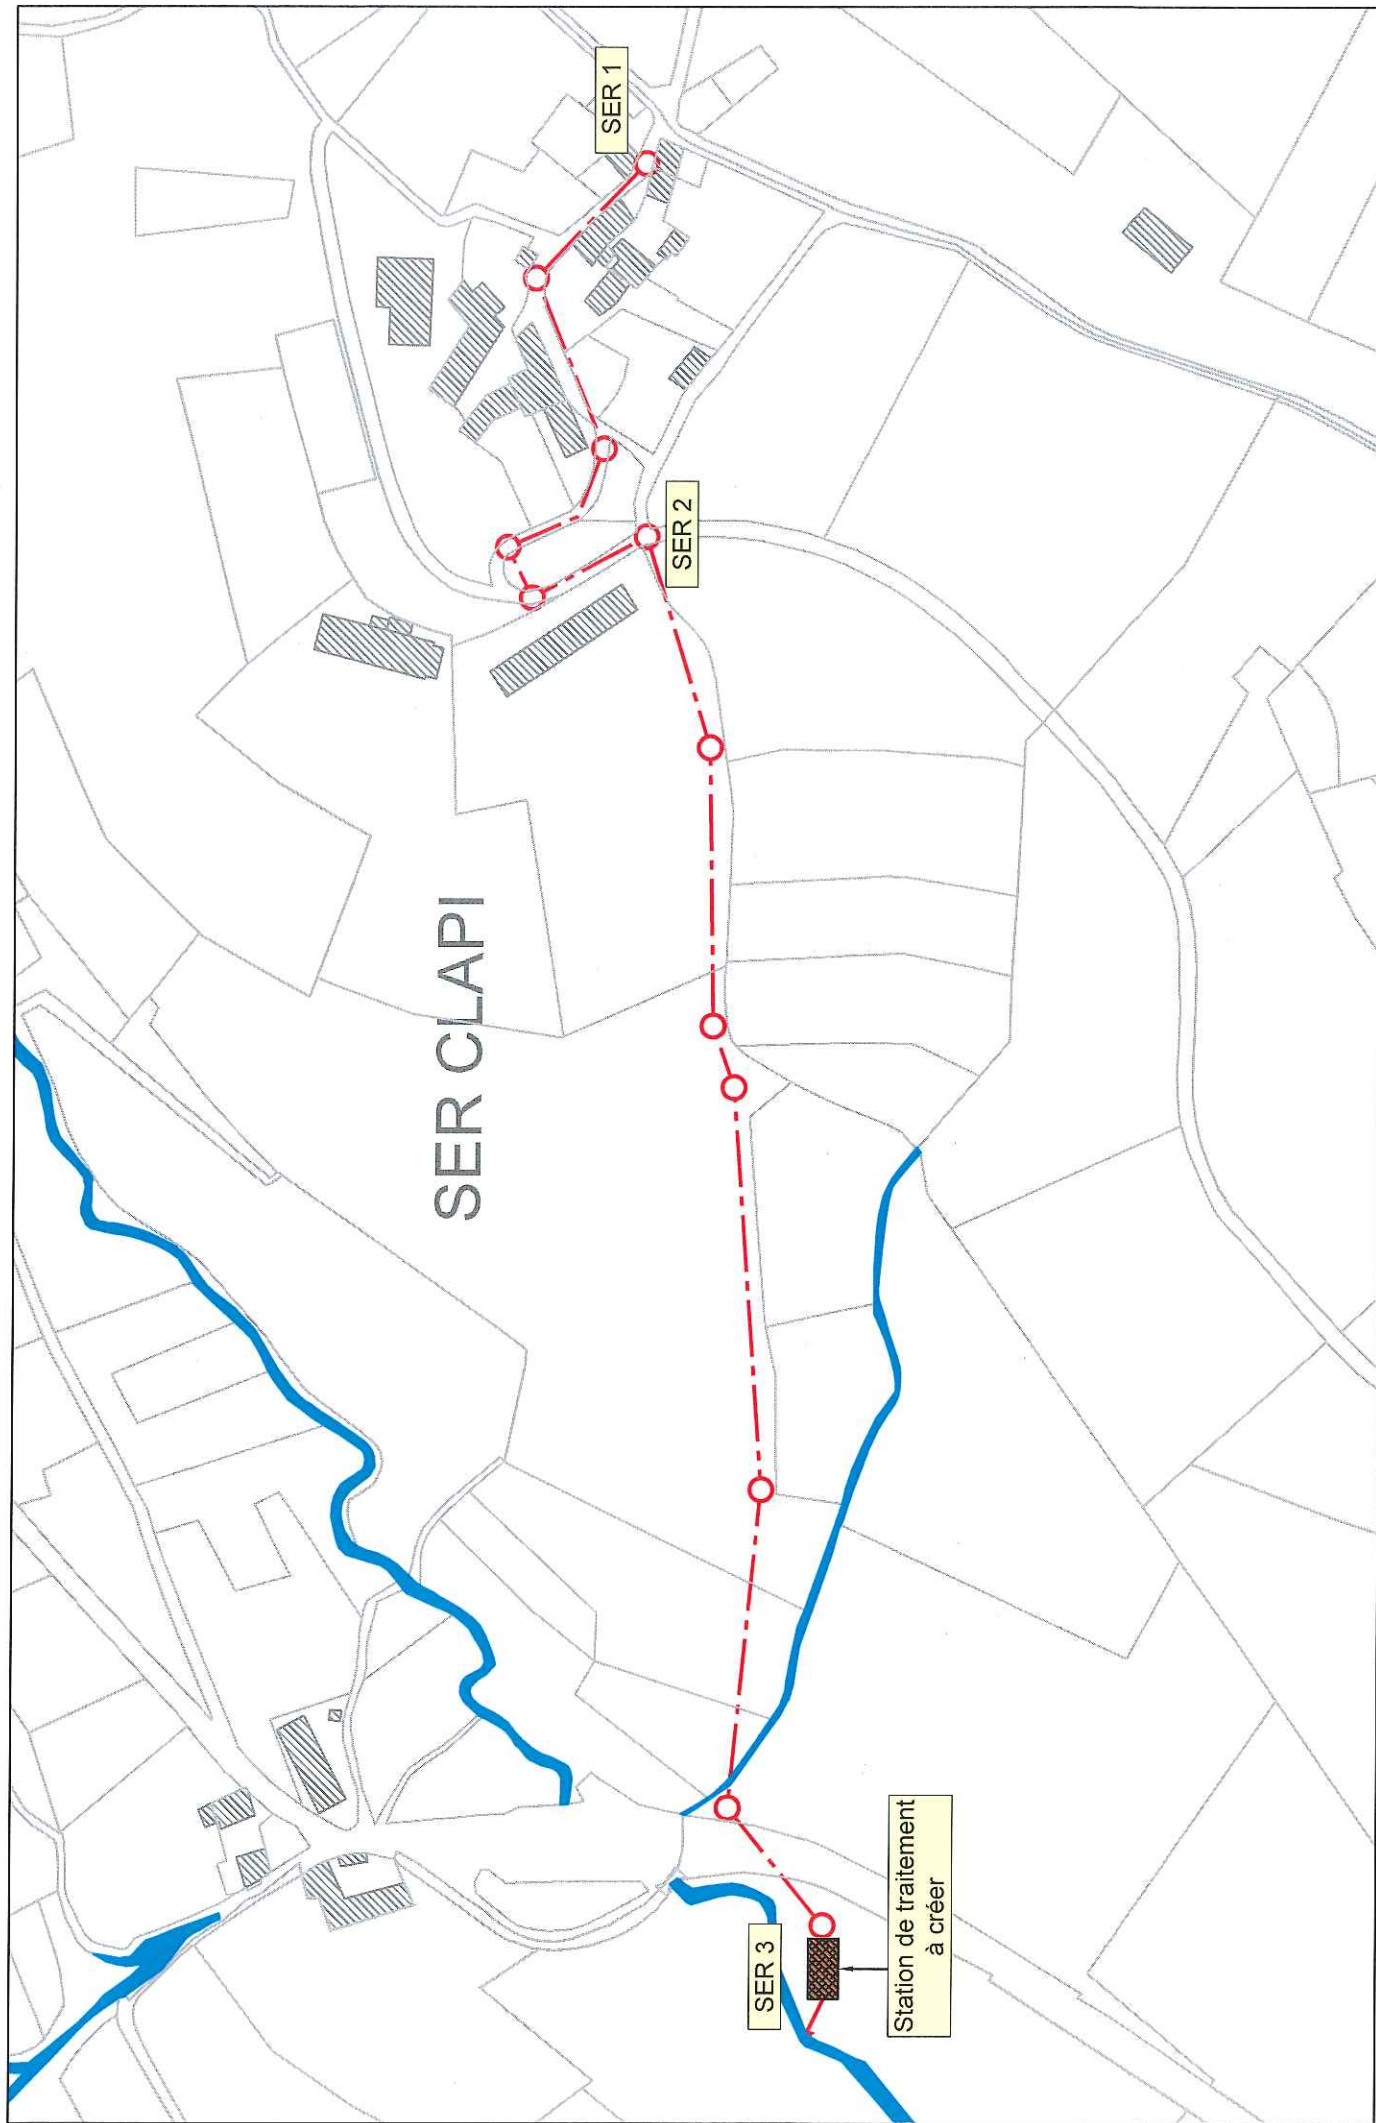 SER 1
SER 2
SER CLAPI
SER 3
Station de traitement
à créer